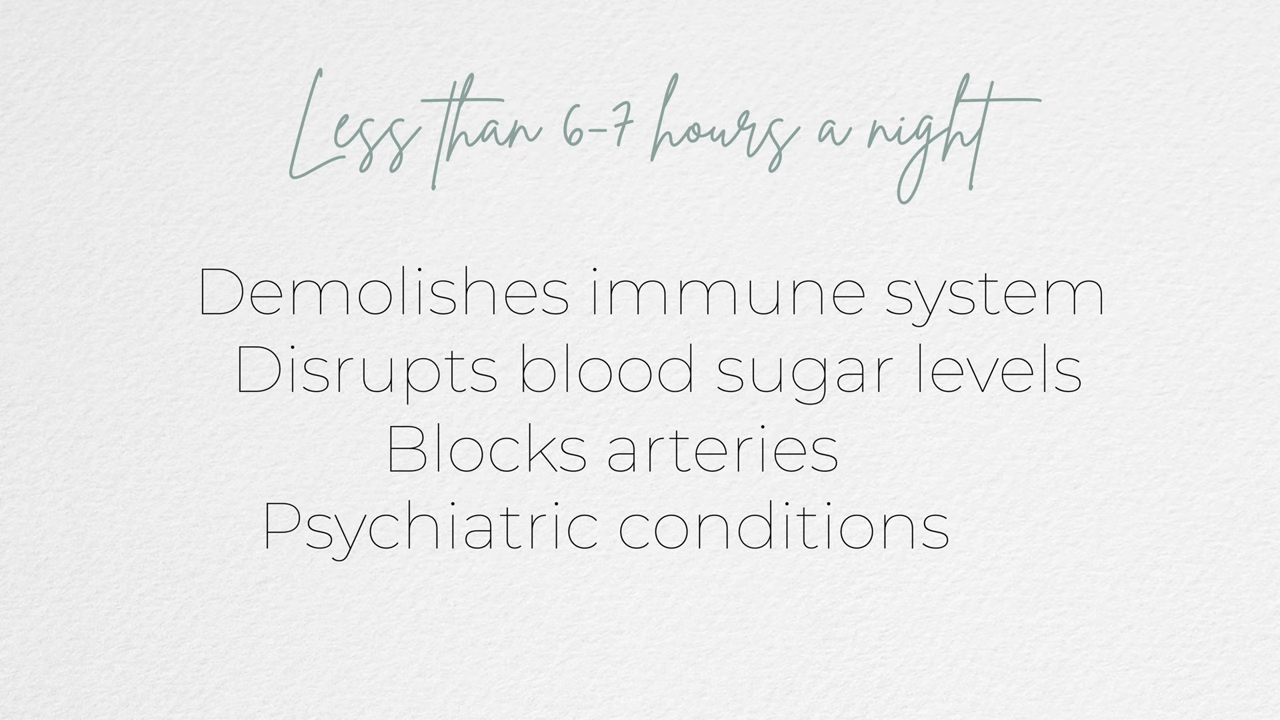 Less than 6-7 hours a night
Demolishes immune system
Disrupts blood sugar levels
Blocks arteries
Psychiatric conditions